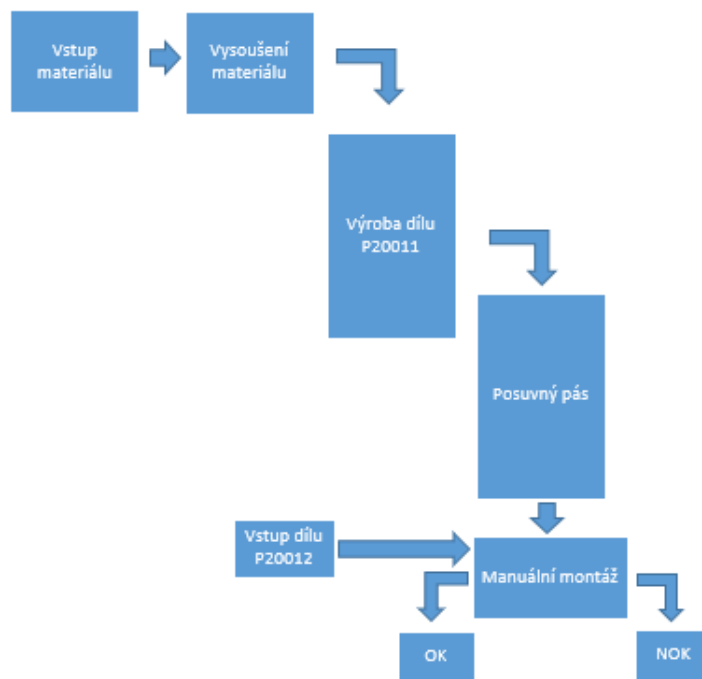 Vstup
materiálu
Vysoušení
materiálu
Výroba dílu
P20011
Posuvný pás
Vstup dílu
P20012
Manuální montáž
OK
NOK